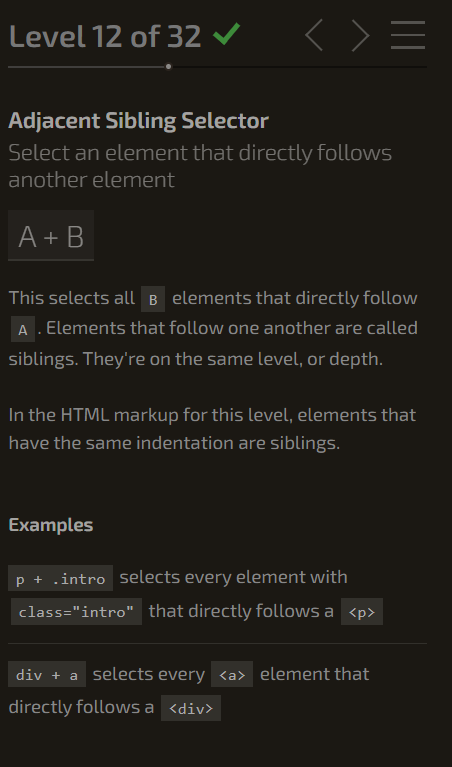 Level 12 of 32
Adjacent Sibling Selector
Select an element that directly follows
another element
A + B
This selects all B elements that directly follow
A . Elements that follow one another are called
siblings. They're on the same level, or depth.
In the HTML markup for this level, elements that
have the same indentation are siblings.
Examples
p + .intro selects every element with
class="intro" that directly follows a <p>
div + a selects every <a> element that
directly follows a <div>